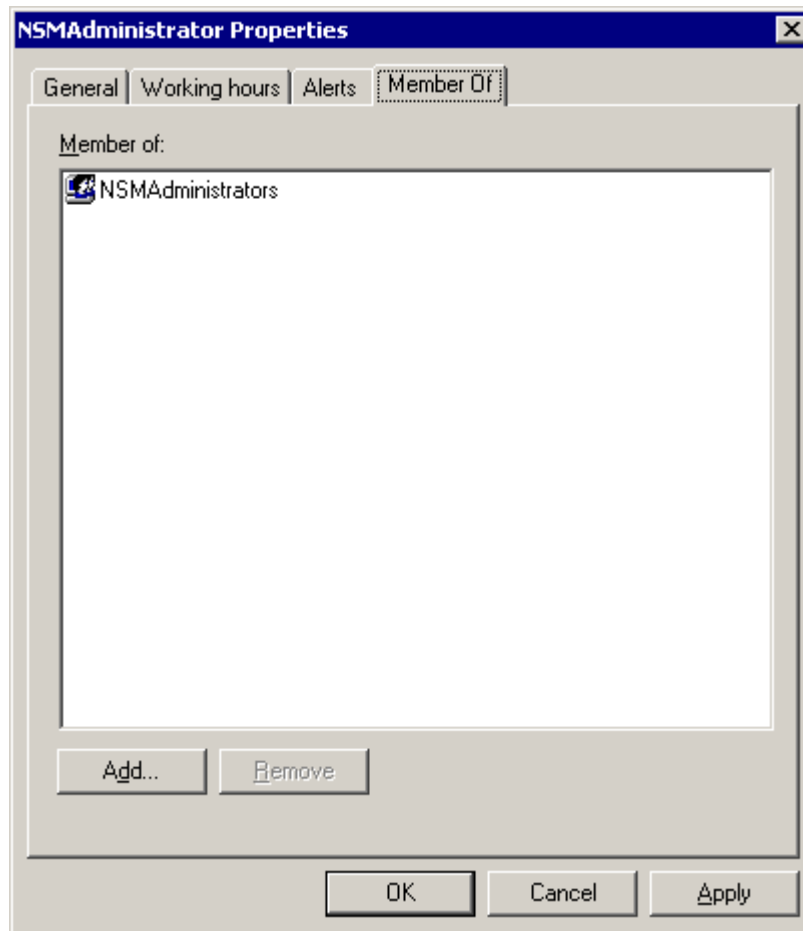 NSMAdministrator Properties
General Working hours Alerts Member Of
Member of:
NSMAdministrators
Add... Remove
OK Cancel Apply